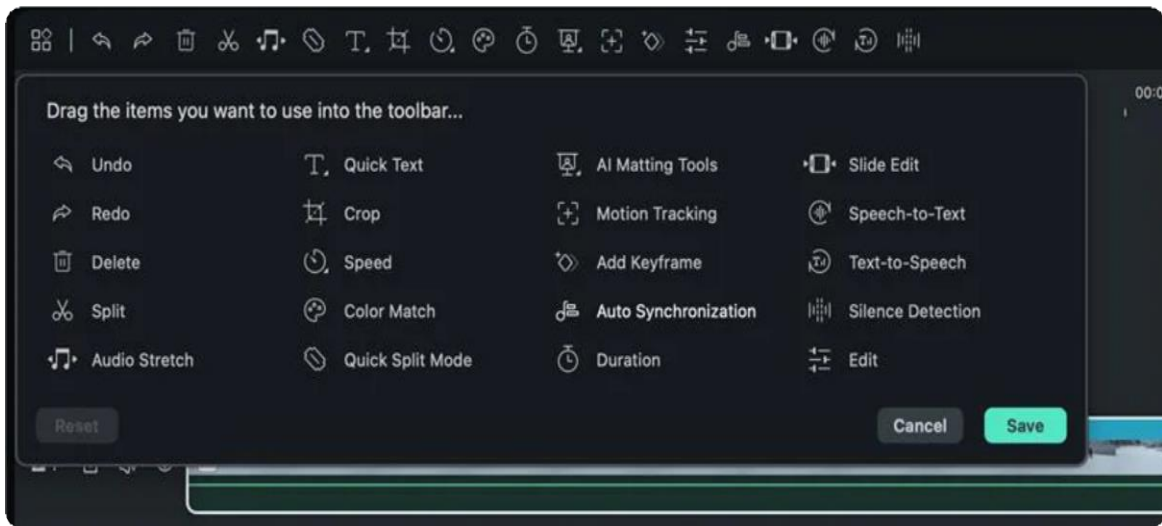 00:0
Drag the items you want to use into the toolbar...
Undo
Quick Text
AI Matting Tools
Slide Edit
Redo
Crop
Motion Tracking
Speech-to-Text
Delete
Speed
Add Keyframe
Text-to-Speech
Split
Color Match
Auto Synchronization
Silence Detection
Audio Stretch
Quick Split Mode
Duration
Edit
Reset
Cancel
Save